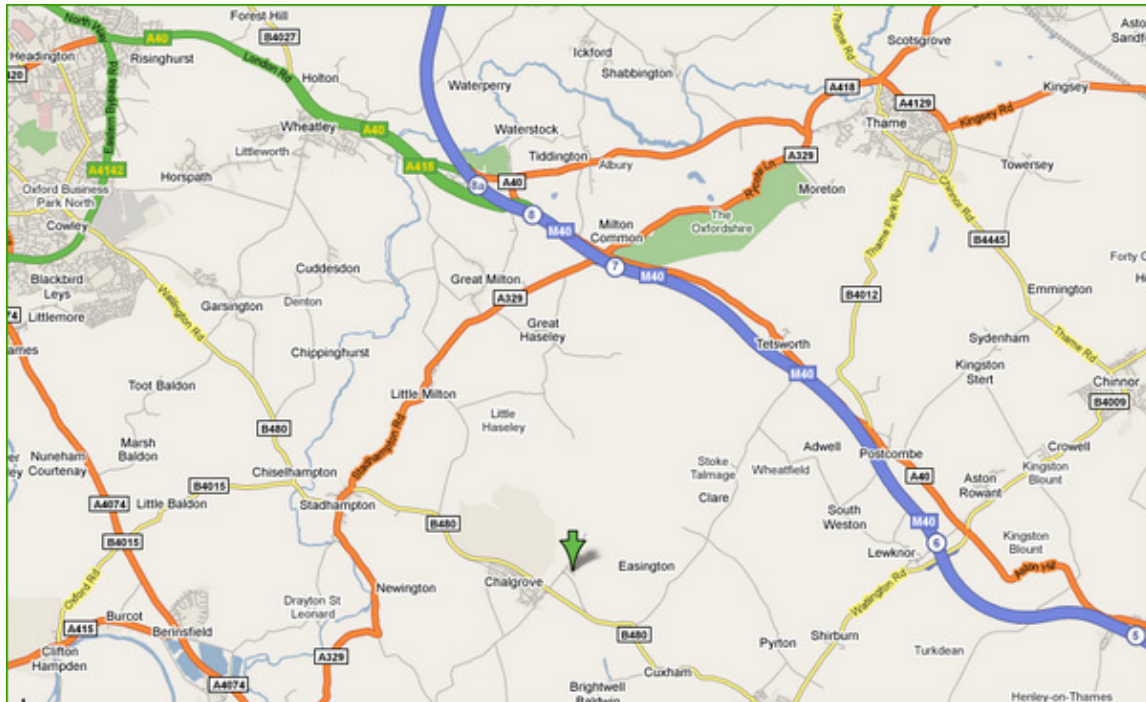 North Way
Headington
A40
Risinghurst
Forest Hill
B4027
London Rd
Holton
Eastern Bypass Rd
Wheatley
A40
Littleworth
A418
A4142
Horspath
Oxford Business
Park North
Cowley
Waterperry
Ickford
Shabbington
Waterstock
Tiddington
Albury
A40
8a
8
M40
Milton
Common
7
M40
The
Oxfordshire
Rycote Ln
A329
Moreton
A418
Thame Rd
Scotsgrove
A4129
Thame
Kingsey Rd
Kingsey
Towersey
Thame Park Rd
Chinnor Rd
B4445
B4012
Emmington
Thame Rd
Sydenham
Kingston
Stert
Chinnor
B4009
Crowell
Kingston
Blount
Blackbird
Leys
Littlemore
Garsington
Watlington Rd
Cuddesdon
Denton
Chippinghurst
Great Milton
A329
Great
Haseley
Tetsworth
M40
Toot Baldon
Little Milton
Little
Haseley
Stadhampton Rd
Marsh
Baldon
Nuneham
Courtenay
B480
Chiselhampton
B4015
Little Baldon
Stadhampton
A4074
B4015
Oxford Rd
B480
Chalgrove
Easington
Stoke
Talmage
Wheatfield
Clare
Adwell
Postcombe
A40
Aston
Rowant
South
Weston
M40
6
Lewknor
Kingston
Blount
Aston Hill
Watlington Rd
5
Newington
Drayton St
Leonard
Burcot
A415
Berinsfield
Clifton
Hampden
A4074
A329
B480
Cuxham
Pyrton
Shirburn
Turkdean
Brightwell
Baldwin
Henley-on-Thames